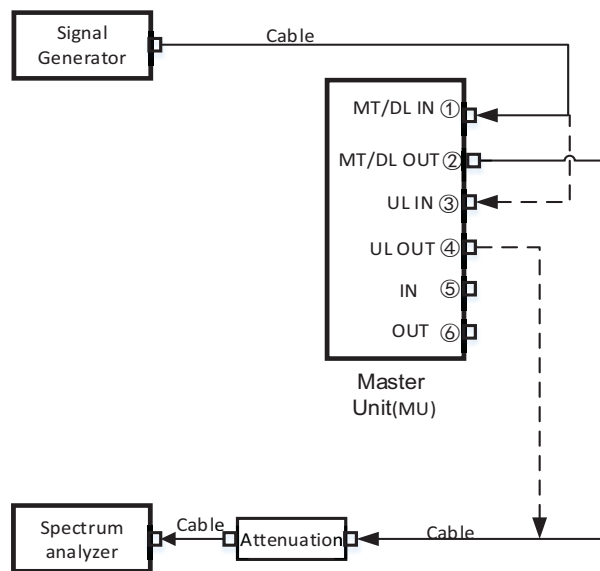 Signal
Generator
Cable
MT/DL IN ①
MT/DL OUT ②
UL IN ③
UL OUT ④
IN ⑤
OUT ⑥
Master
Unit(MU)
Spectrum
analyzer
Cable
Attenuation
Cable